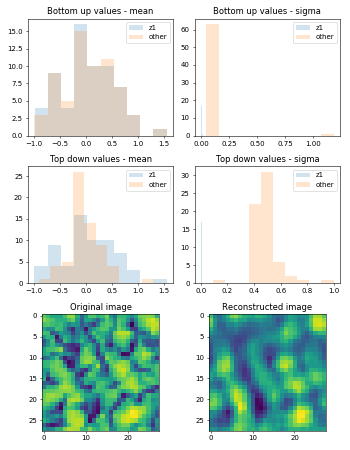 Bottom up values - mean
Bottom up values - sigma
17.5
15.0
12.5
10.0
7.5
5.0
2.5
0.0
z1
other
−1.0 −0.5 0.0 0.5 1.0 1.5
60
50
40
30
20
10
0
z1
other
0.00 0.25 0.50 0.75 1.00
Top down values - mean
Top down values - sigma
25
20
15
10
5
0
z1
other
−1.0 −0.5 0.0 0.5 1.0 1.5
30
25
20
15
10
5
0
z1
other
0.0 0.2 0.4 0.6 0.8 1.0
Original image
Reconstructed image
0
5
10
15
20
25
0 10 20
0
5
10
15
20
25
0 10 20